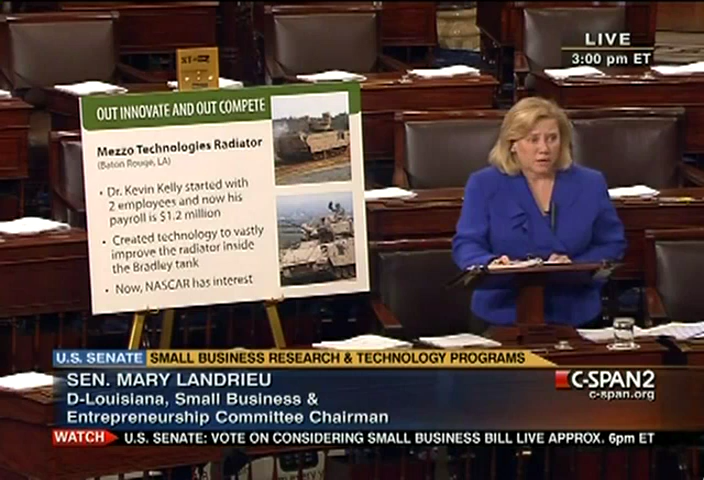 LIVE
3:00 pm ET
OUT INNOVATE AND OUT COMPETE
Mezzo Technologies Radiator
(Baton Rouge, LA)
• Dr. Kevin Kelly started with
2 employees and now his
payroll is $1.2 million
• Created technology to vastly
improve the radiator inside
the Bradley tank
• Now, NASCAR has interest
U.S. SENATE SMALL BUSINESS RESEARCH & TECHNOLOGY PROGRAMS
SEN. MARY LANDRIEU
D-Louisiana, Small Business &
Entrepreneurship Committee Chairman
C-SPAN2
c-span.org
WATCH U.S. SENATE: VOTE ON CONSIDERING SMALL BUSINESS BILL LIVE APPROX. 6pm ET